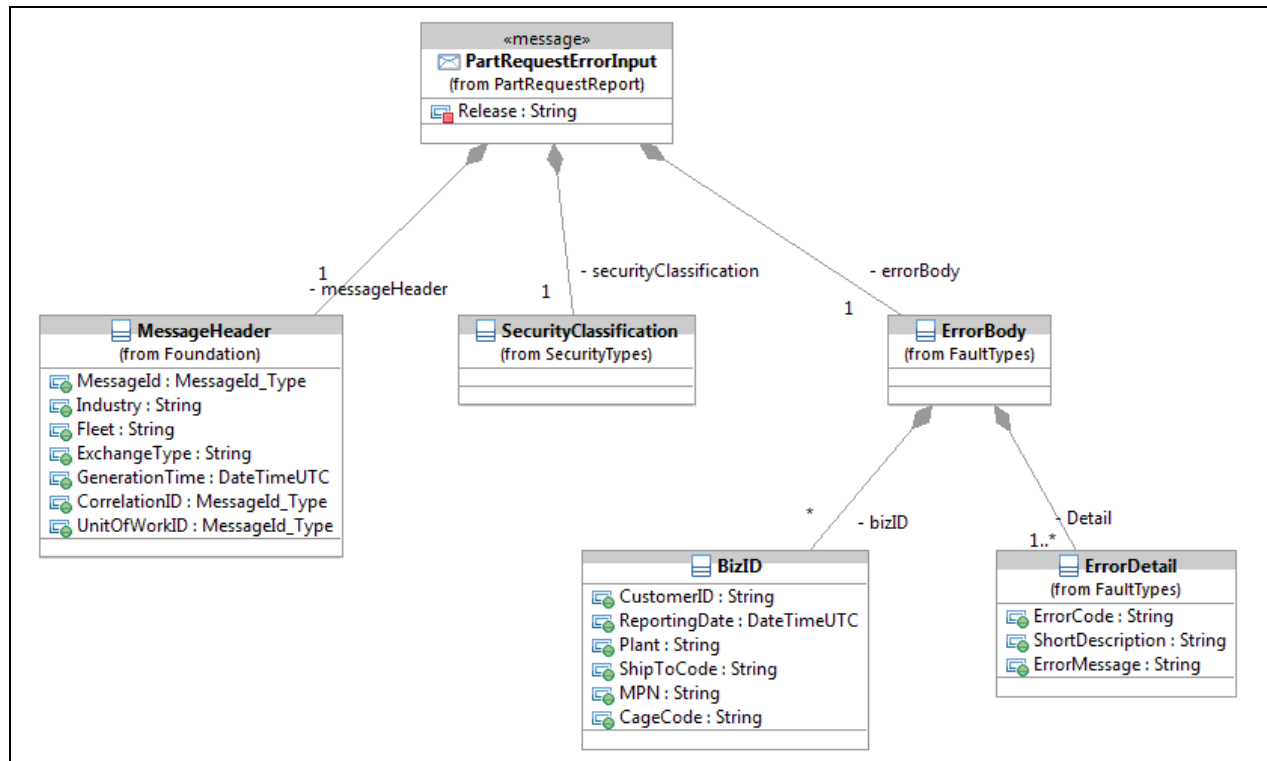 «message»
PartRequestErrorInput
(from PartRequestReport)
Release : String
- securityClassification
- errorBody
1
- messageHeader
1
1
MessageHeader
(from Foundation)
MessageId : MessageId_Type
Industry : String
Fleet : String
ExchangeType : String
GenerationTime : DateTimeUTC
CorrelationID : MessageId_Type
UnitOfWorkID : MessageId_Type
SecurityClassification
(from SecurityTypes)
ErrorBody
(from FaultTypes)
*
- bizID
- Detail
1..*
BizID
CustomerID : String
ReportingDate : DateTimeUTC
Plant : String
ShipToCode : String
MPN : String
CageCode : String
ErrorDetail
(from FaultTypes)
ErrorCode : String
ShortDescription : String
ErrorMessage : String